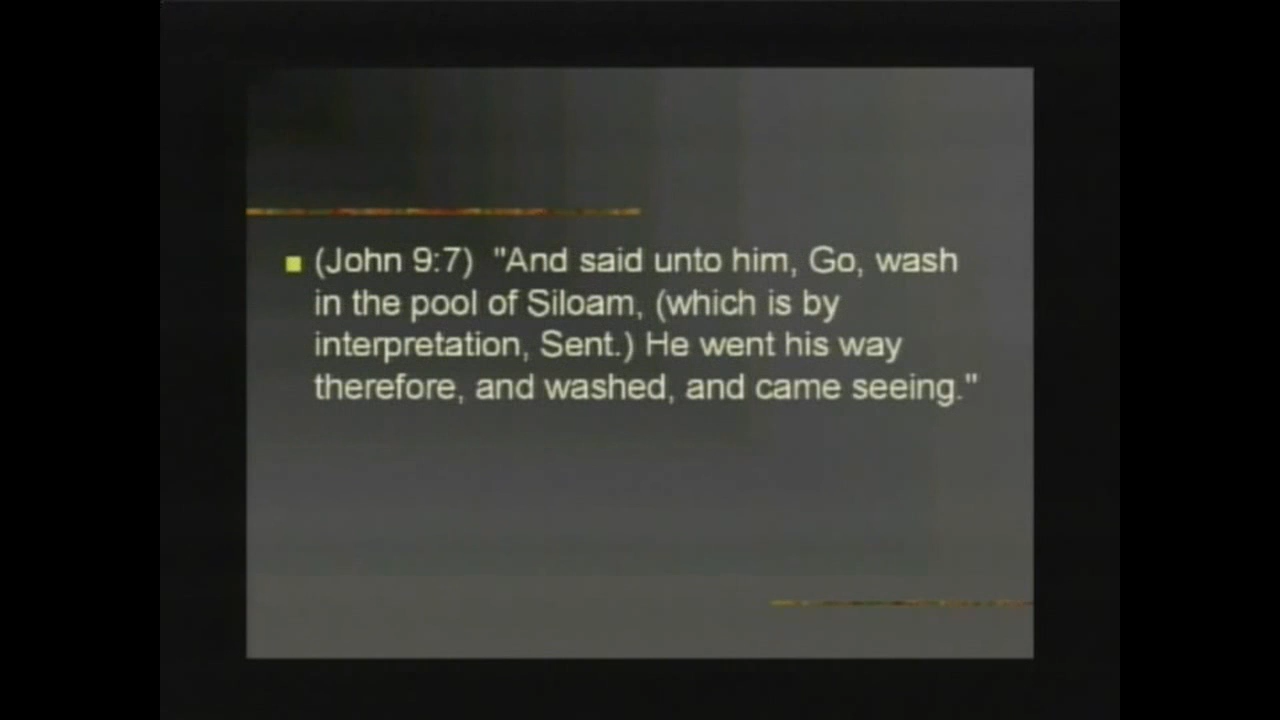 (John 9:7)  "And said unto him, Go, wash
in the pool of Siloam, (which is by
interpretation, Sent.) He went his way
therefore, and washed, and came seeing."